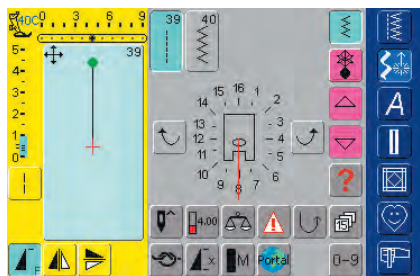 40C 0 3 6 9
39
39 40
5-
4-
3-
2-
1-
0
15 16 1
14 2
13 - 3
12 - 4
11 - 5
10 6
9 8 7
A
?
4.00
15
F
x
M
Portal
0-9